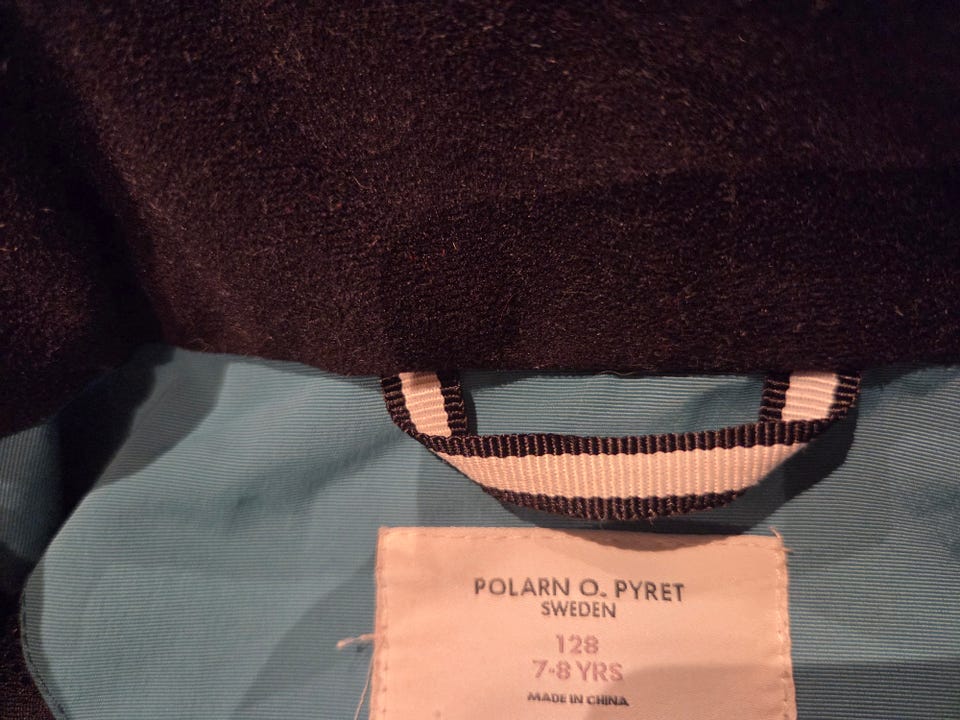 POLARN O. PYRET
SWEDEN
128
7-8 YRS
MADE IN CHINA